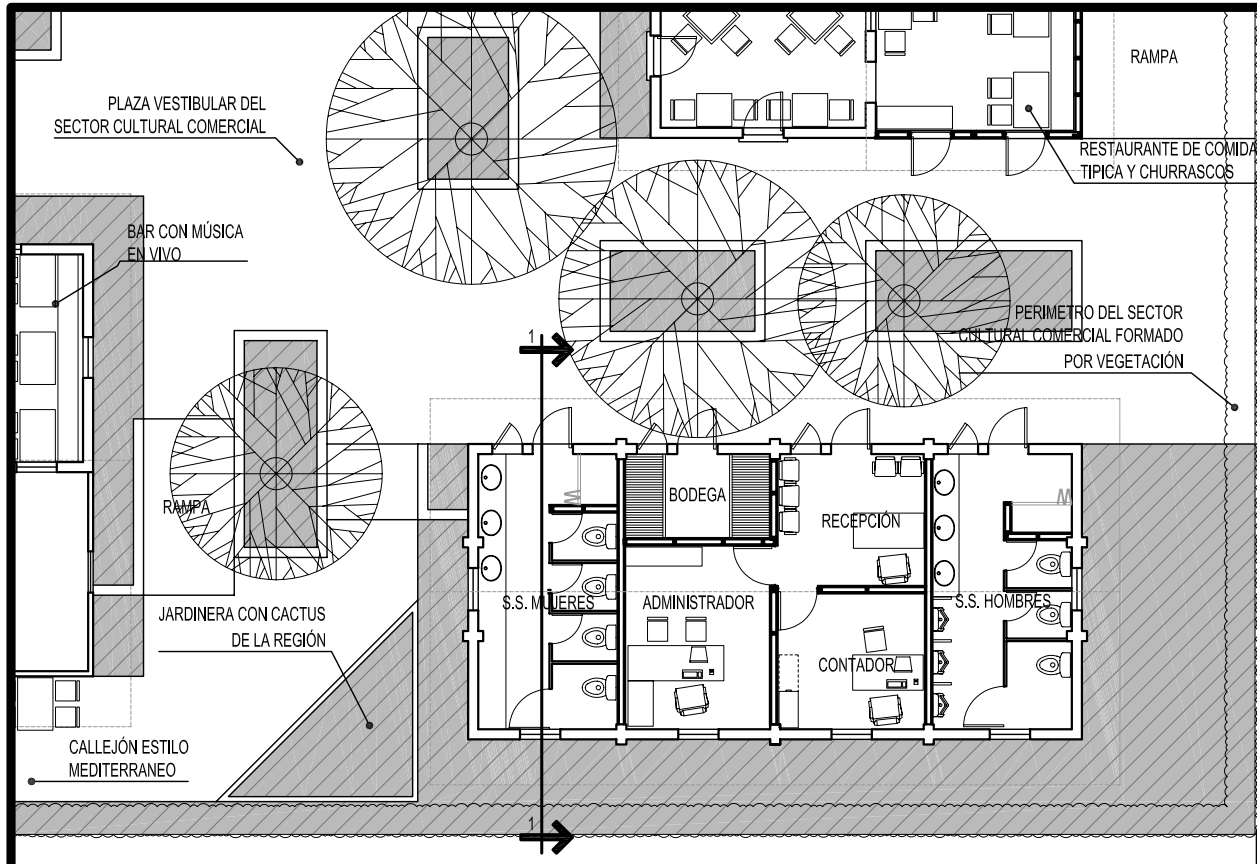 RAMPA
PLAZA VESTIBULAR DEL
SECTOR CULTURAL COMERCIAL
RESTAURANTE DE COMIDA
TIPICA Y CHURRASCOS
BAR CON MÚSICA
EN VIVO
PERIMETRO DEL SECTOR
CULTURAL COMERCIAL FORMADO
POR VEGETACIÓN
1
BODEGA
RAMPA
RECEPCIÓN
S.S. MUJERES
ADMINISTRADOR
S.S. HOMBRES
JARDINERA CON CACTUS
DE LA REGIÓN
CONTADOR
CALLEJÓN ESTILO
MEDITERRANEO
1